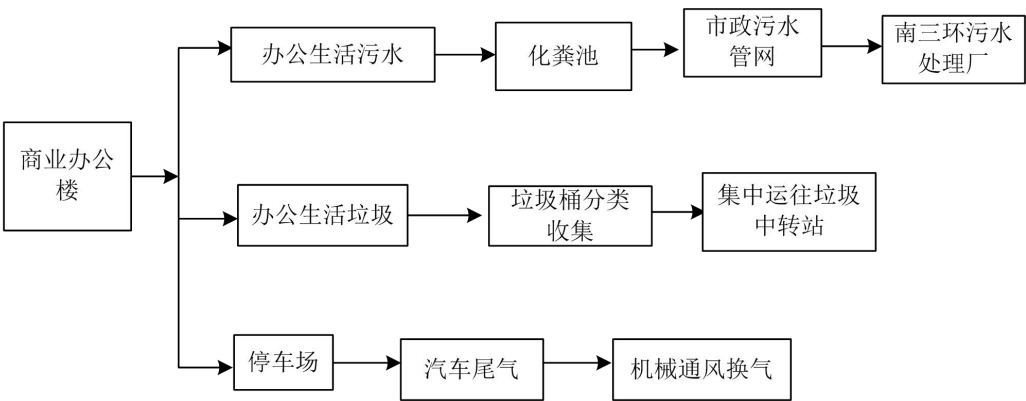 办公生活污水
化粪池
市政污水
管网
南三环污水
处理厂
商业办公
楼
办公生活垃圾
垃圾桶分类
收集
集中运往垃圾
中转站
停车场
汽车尾气
机械通风换气